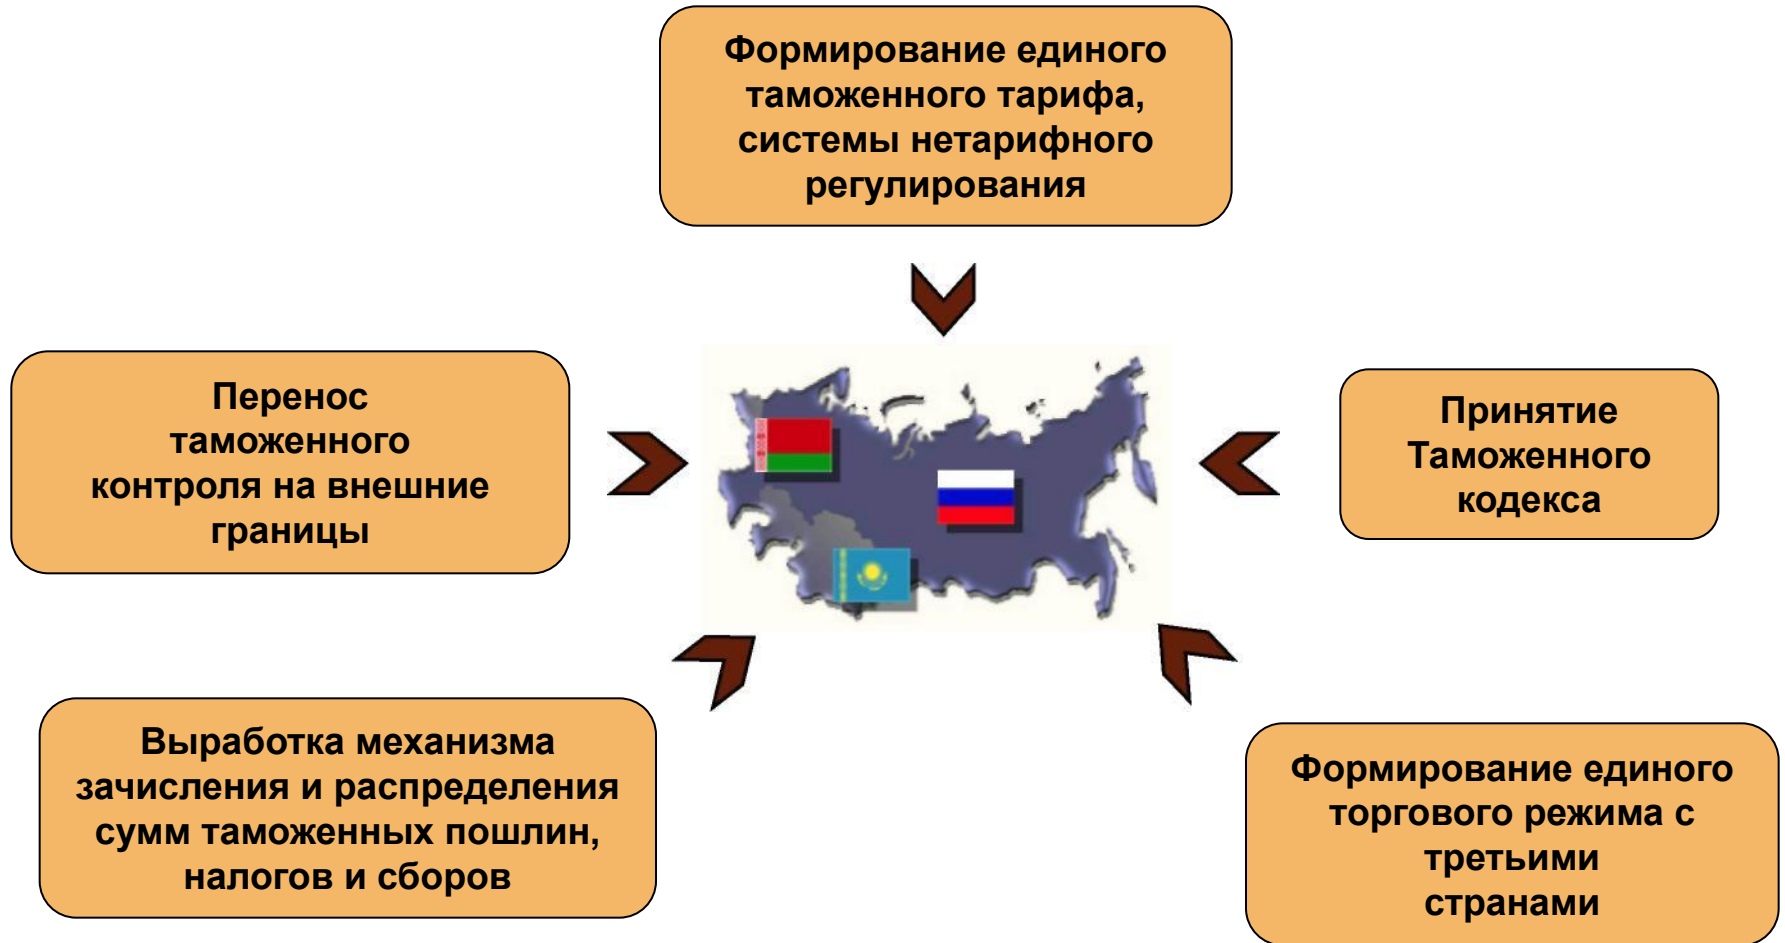 Формирование единого
таможенного тарифа,
системы нетарифного
регулирования
Перенос
таможенного
контроля на внешние
границы
Принятие
Таможенного
кодекса
Выработка механизма
зачисления и распределения
сумм таможенных пошлин,
налогов и сборов
Формирование единого
торгового режима с
третьими
странами